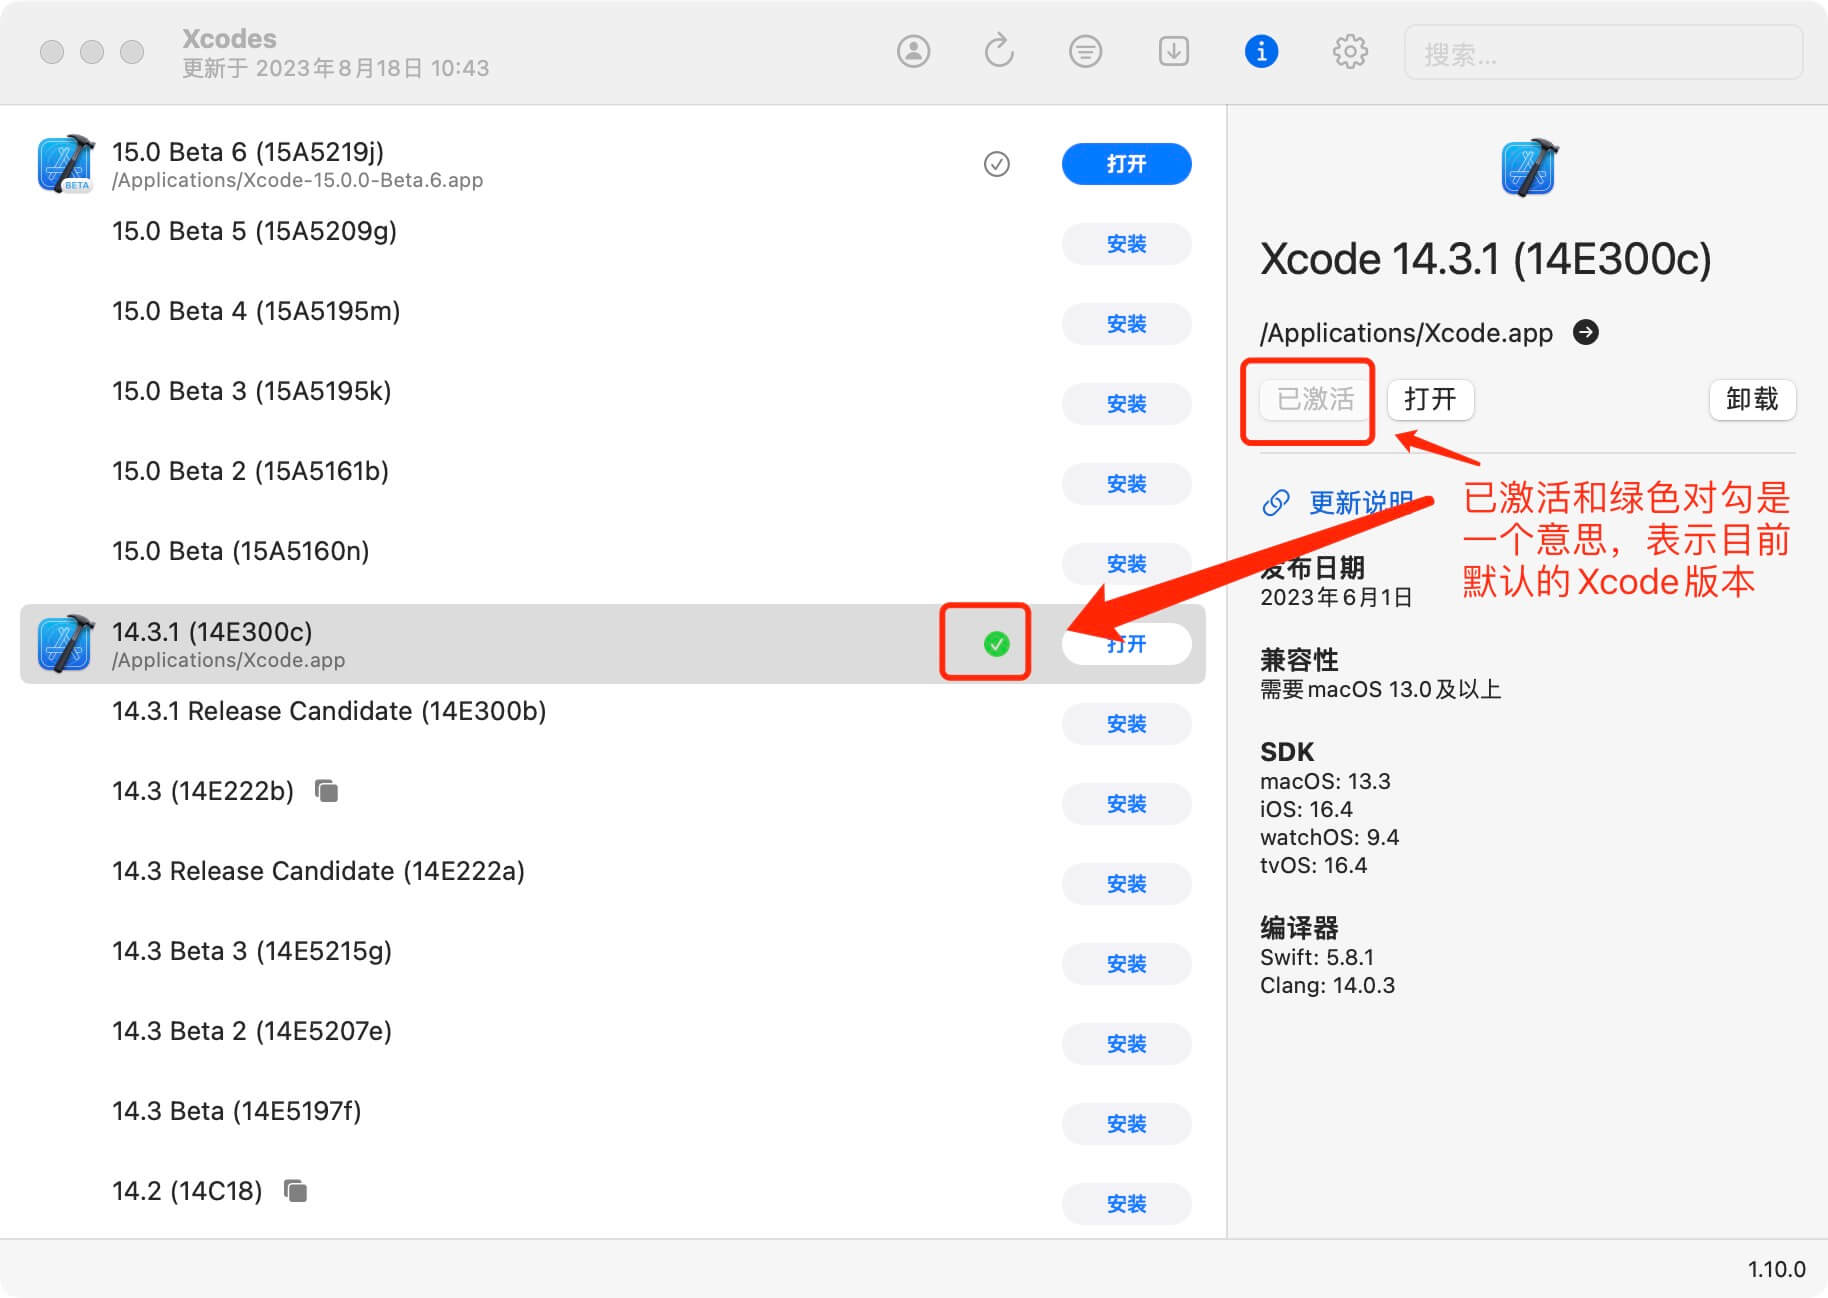 Xcodes
更新于 2023年8月18日 10:43
搜索...
15.0 Beta 6 (15A5219j)
/Applications/Xcode-15.0.0-Beta.6.app
打开
BETA
15.0 Beta 5 (15A5209g)
安装
15.0 Beta 4 (15A5195m)
安装
15.0 Beta 3 (15A5195k)
安装
15.0 Beta 2 (15A5161b)
安装
15.0 Beta (15A5160n)
安装
14.3.1 (14E300c)
/Applications/Xcode.app
打开
14.3.1 Release Candidate (14E300b)
安装
14.3 (14E222b)
安装
14.3 Release Candidate (14E222a)
安装
14.3 Beta 3 (14E5215g)
安装
14.3 Beta 2 (14E5207e)
安装
14.3 Beta (14E5197f)
安装
14.2 (14C18)
安装
Xcode 14.3.1 (14E300c)
/Applications/Xcode.app
已激活 打开 卸载
更新说明
已激活和绿色对勾是
一个意思，表示目前
默认的Xcode版本
发布日期
2023年6月1日
兼容性
需要macOS 13.0及以上
SDK
macOS: 13.3
iOS: 16.4
watchOS: 9.4
tvOS: 16.4
编译器
Swift: 5.8.1
Clang: 14.0.3
1.10.0